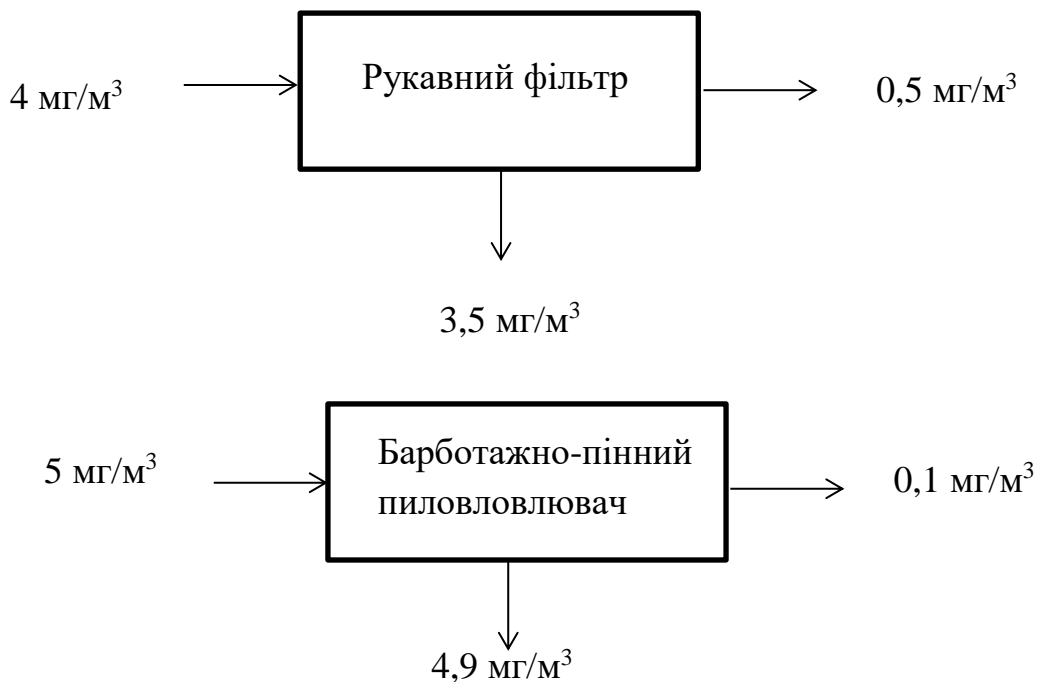 Рукавний фільтр
4 мг/м³
0,5 мг/м³
3,5 мг/м³
Барботажно-пінний
пиловловлювач
5 мг/м³
0,1 мг/м³
4,9 мг/м³